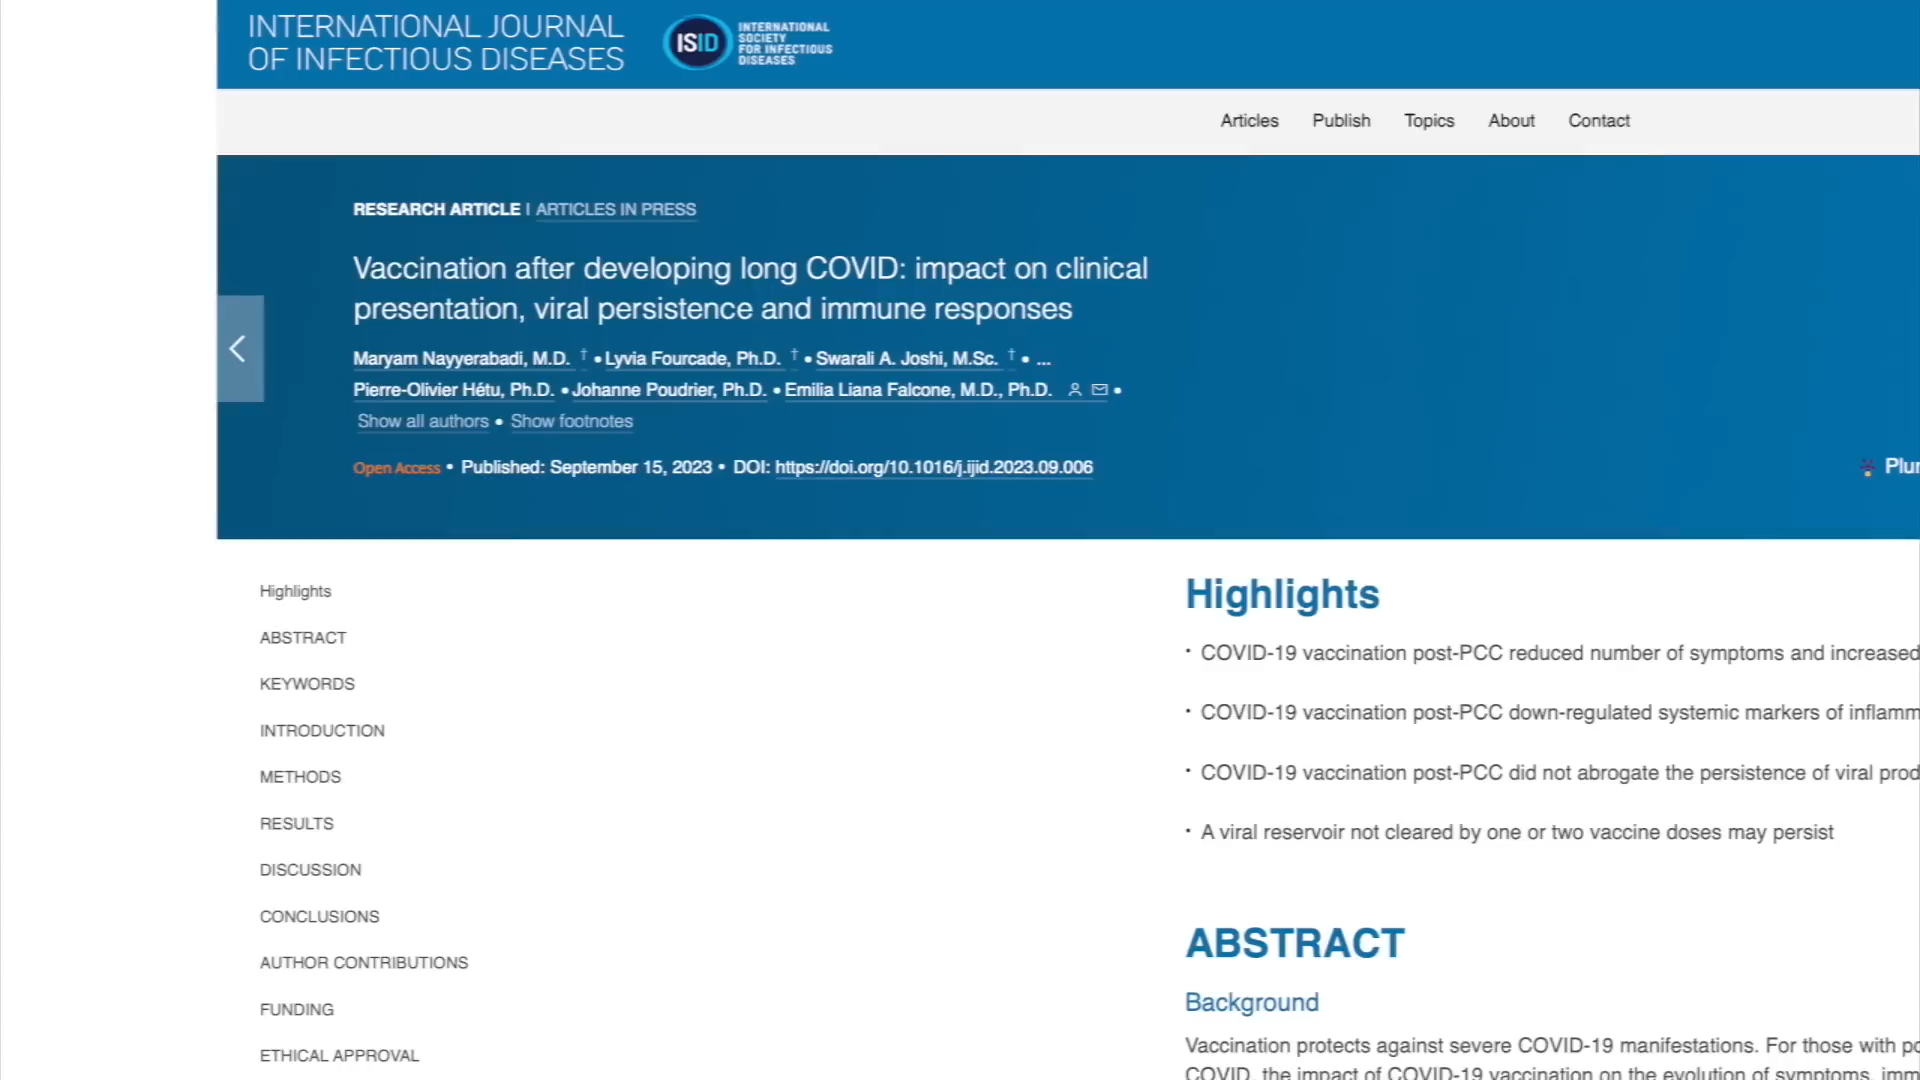 INTERNATIONAL JOURNAL
OF INFECTIOUS DISEASES
ISID
INTERNATIONAL
SOCIETY
FOR INFECTIOUS
DISEASES
Articles Publish Topics About Contact
RESEARCH ARTICLE | ARTICLES IN PRESS
Vaccination after developing long COVID: impact on clinical
presentation, viral persistence and immune responses
Maryam Nayyerabadi, M.D. † • Lyvia Fourcade, Ph.D. † • Swarali A. Joshi, M.Sc. † • ...
Pierre-Olivier Hétu, Ph.D. • Johanne Poudrier, Ph.D. • Emilia Liana Falcone, M.D., Ph.D. •
Show all authors • Show footnotes
Open Access • Published: September 15, 2023 • DOI: https://doi.org/10.1016/j.ijid.2023.09.006
Highlights
ABSTRACT
KEYWORDS
INTRODUCTION
METHODS
RESULTS
DISCUSSION
CONCLUSIONS
AUTHOR CONTRIBUTIONS
FUNDING
ETHICAL APPROVAL
Highlights
• COVID-19 vaccination post-PCC reduced number of symptoms and increased
• COVID-19 vaccination post-PCC down-regulated systemic markers of
• COVID-19 vaccination post-PCC did not abrogate the persistence of viral
• A viral reservoir not cleared by one or two vaccine doses may persist
ABSTRACT
Background
Vaccination protects against severe COVID-19 manifestations. For those with
COVID, the impact of COVID-19 vaccination on the evolution of symptoms,